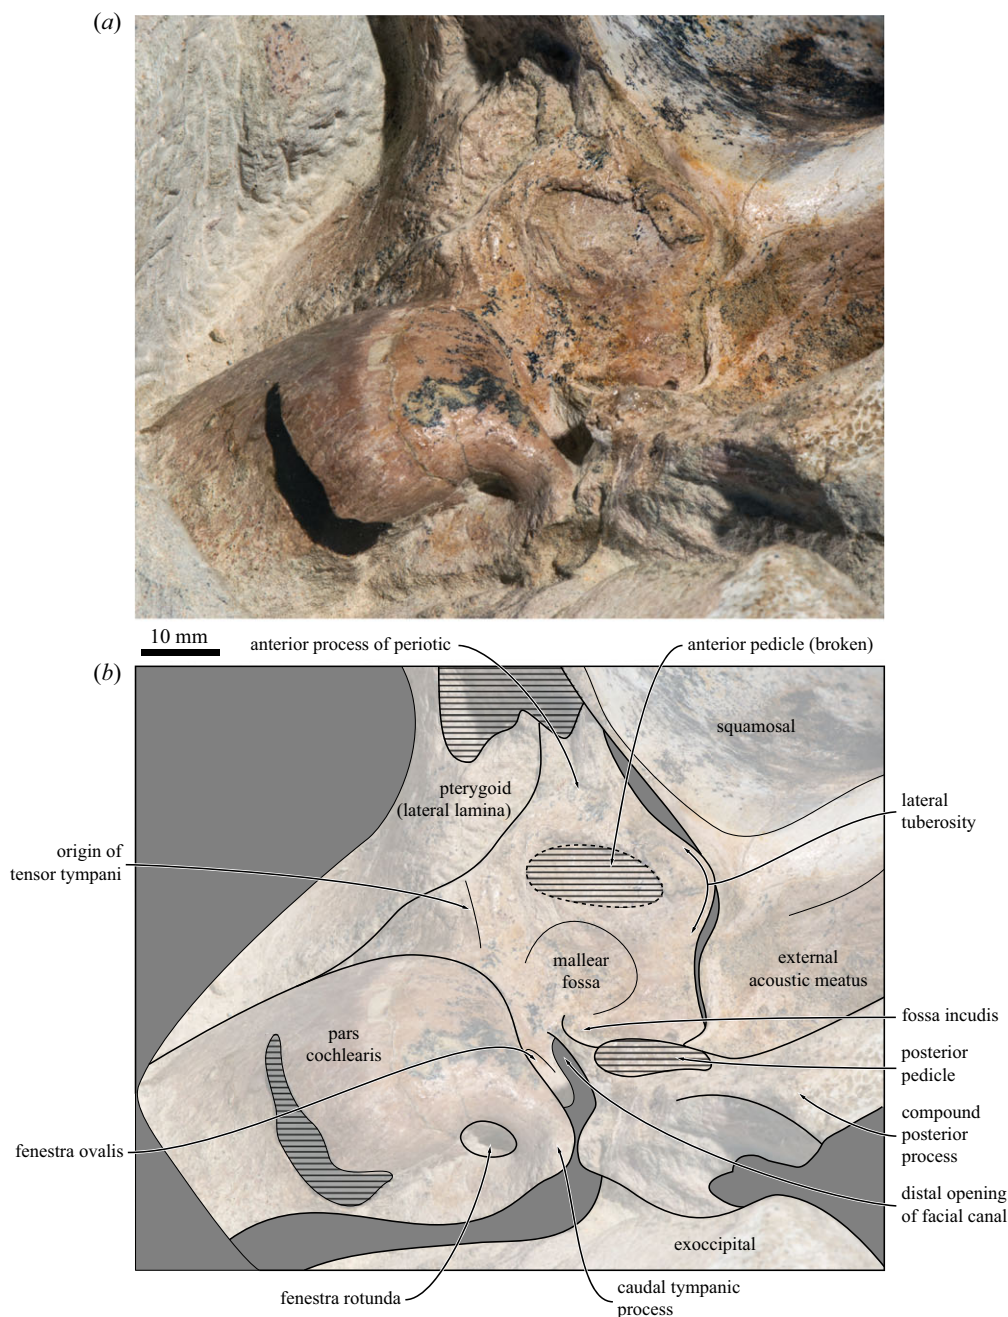 (a)
10 mm
anterior process of periotic
anterior pedicle (broken)
(b)
squamosal
pterygoid
(lateral lamina)
lateral
tuberosity
origin of
tensor tympani
mallear
fossa
external
acoustic meatus
fossa incudis
pars
cochlearis
posterior
pedicle
compound
posterior
process
fenestra ovalis
distal opening
of facial canal
exoccipital
fenestra rotunda
caudal tympanic
process